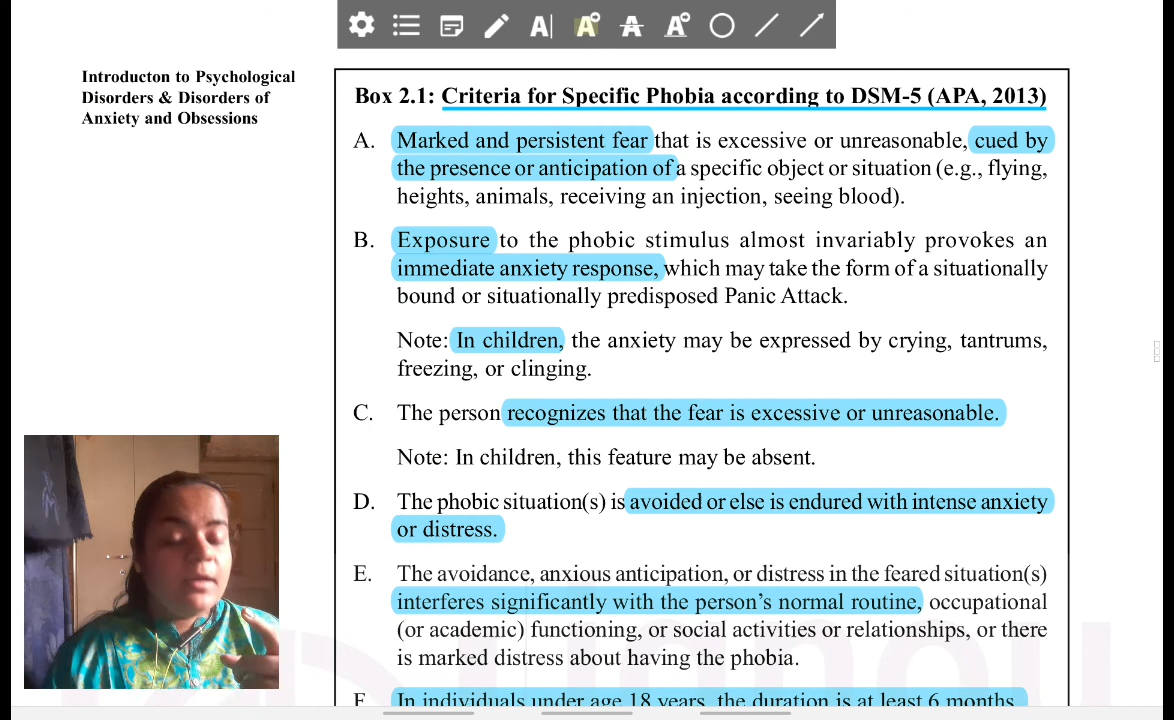 Introducton to Psychological
Disorders & Disorders of
Anxiety and Obsessions
Box 2.1: Criteria for Specific Phobia according to DSM-5 (APA, 2013)
A. Marked and persistent fear that is excessive or unreasonable, cued by
the presence or anticipation of a specific object or situation (e.g., flying,
heights, animals, receiving an injection, seeing blood).
B. Exposure to the phobic stimulus almost invariably provokes an
immediate anxiety response, which may take the form of a situationally
bound or situationally predisposed Panic Attack.
Note: In children, the anxiety may be expressed by crying, tantrums,
freezing, or clinging.
C. The person recognizes that the fear is excessive or unreasonable.
Note: In children, this feature may be absent.
D. The phobic situation(s) is avoided or else is endured with intense anxiety
or distress.
E. The avoidance, anxious anticipation, or distress in the feared situation(s)
interferes significantly with the person's normal routine, occupational
(or academic) functioning, or social activities or relationships, or there
is marked distress about having the phobia.
F In individuals under age 18 years, the duration is at least 6 months